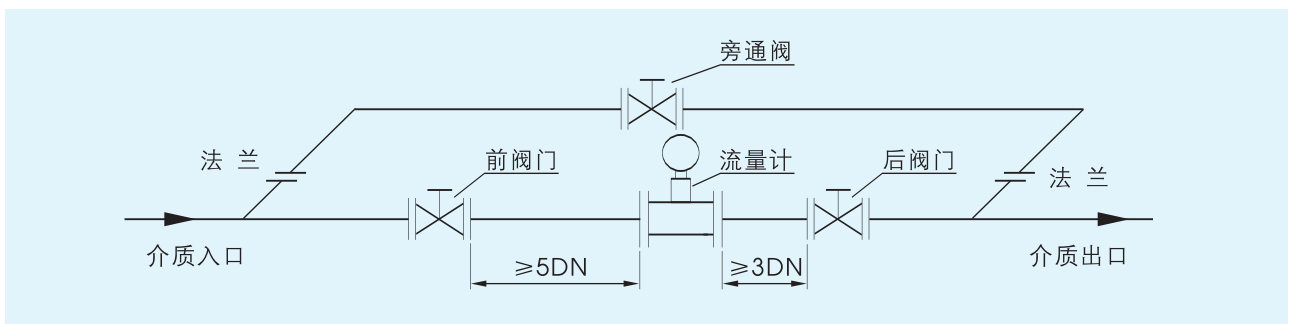 旁通阀
法 兰
前阀门
流量计
后阀门
法 兰
介质入口
介质出口
≥5DN
≥3DN